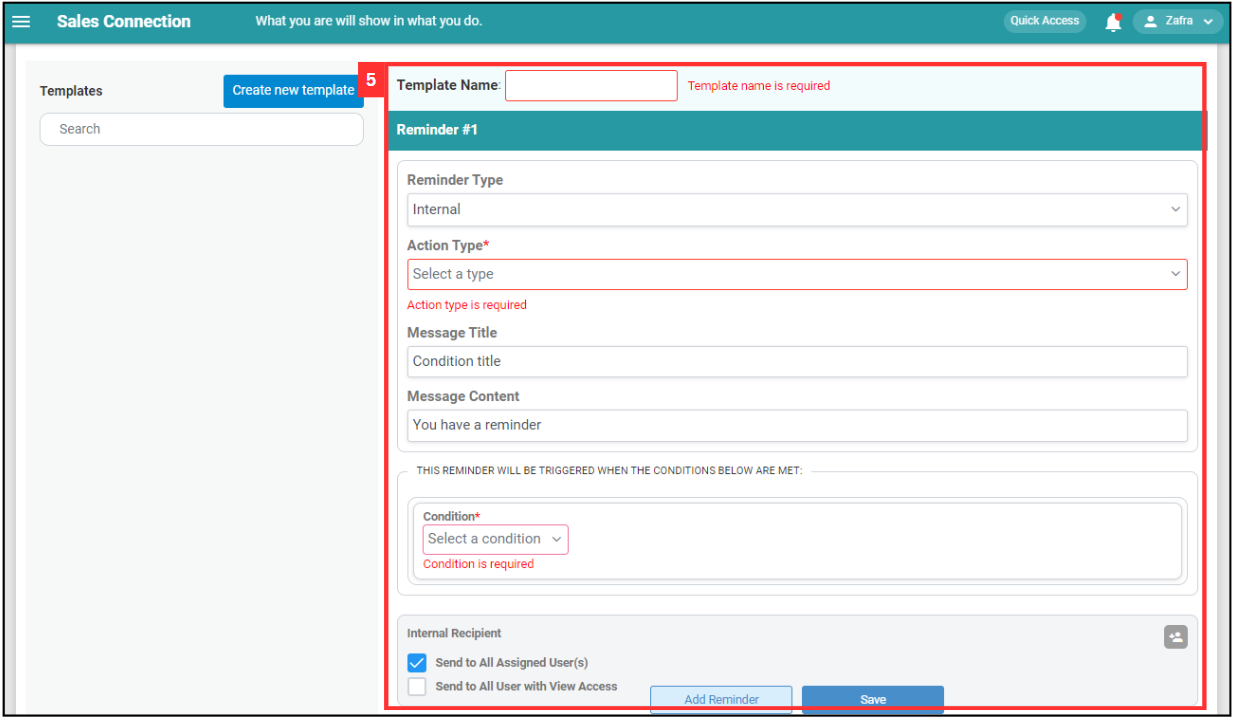 Sales Connection What you are will show in what you do. Quick Access Zafra
Templates Create new template
Search
5
Template Name: Template name is required
Reminder #1
Reminder Type
Internal
Action Type*
Select a type
Action type is required
Message Title
Condition title
Message Content
You have a reminder
THIS REMINDER WILL BE TRIGGERED WHEN THE CONDITIONS BELOW ARE MET:
Condition*
Select a condition
Condition is required
Internal Recipient
Send to All Assigned User(s)
Send to All User with View Access
Add Reminder Save